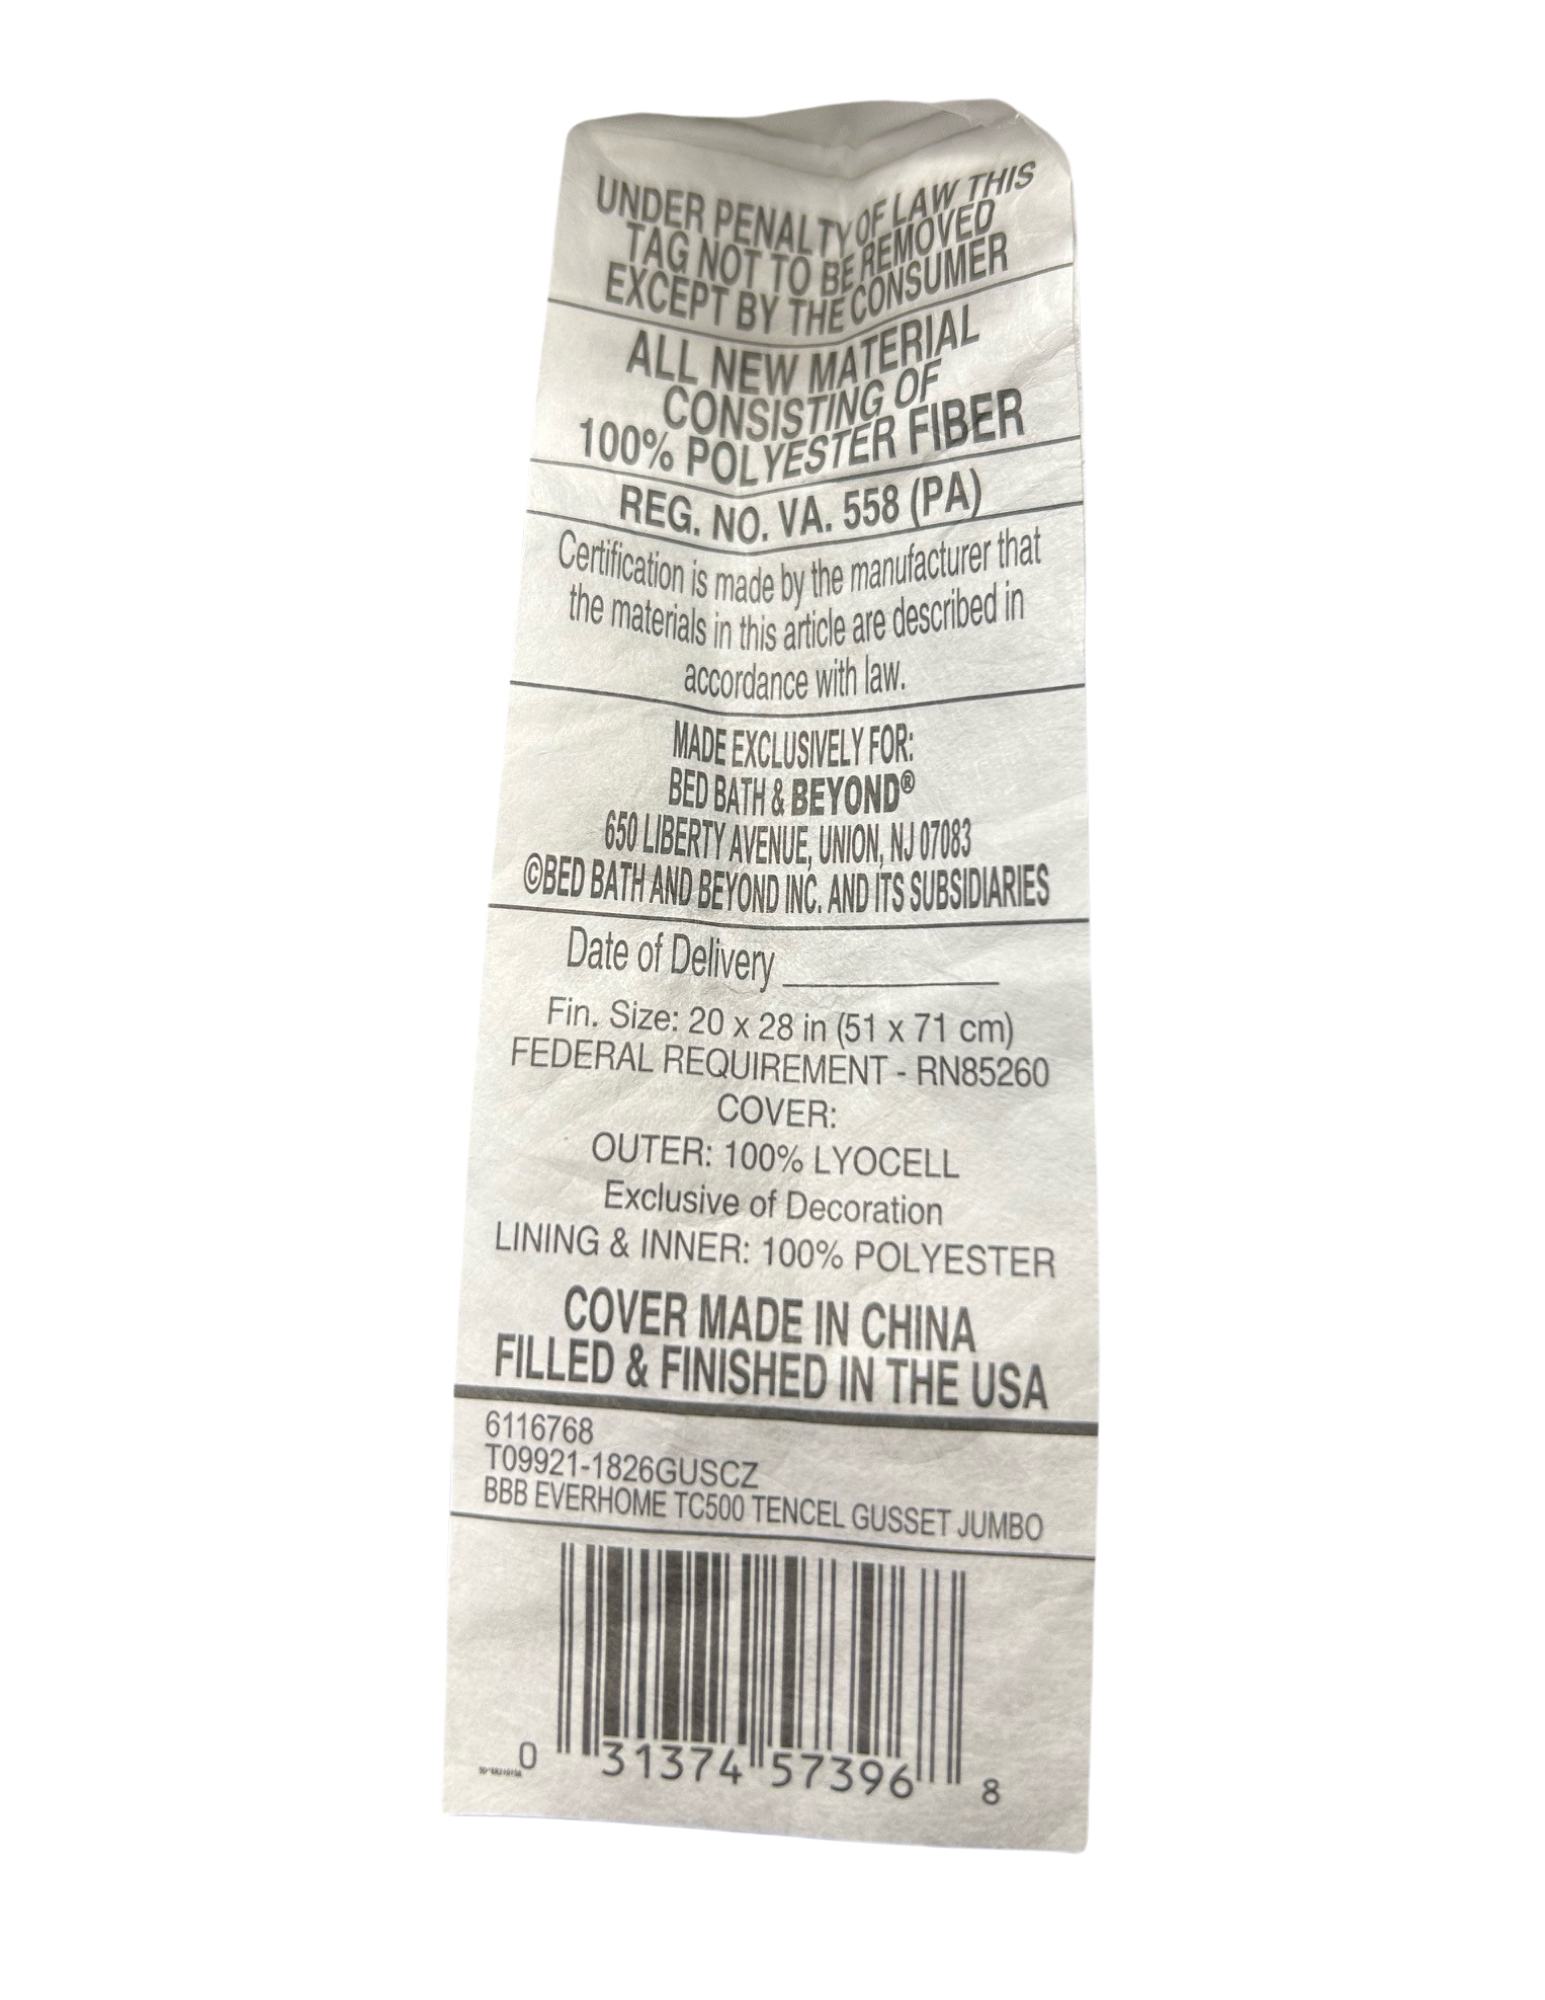 UNDER PENALTY OF LAW THIS
TAG NOT TO BE REMOVED
EXCEPT BY THE CONSUMER
ALL NEW MATERIAL
CONSISTING OF
100% POLYESTER FIBER
REG. NO. VA. 558 (PA)
Certification is made by the manufacturer that
the materials in this article are described in
accordance with law.
MADE EXCLUSIVELY FOR:
BED BATH & BEYOND®
650 LIBERTY AVENUE, UNION, NJ 07083
©BED BATH AND BEYOND INC. AND ITS SUBSIDIARIES
Date of Delivery
Fin. Size: 20 x 28 in (51 x 71 cm)
FEDERAL REQUIREMENT - RN85260
COVER:
OUTER: 100% LYOCELL
Exclusive of Decoration
LINING & INNER: 100% POLYESTER
COVER MADE IN CHINA
FILLED & FINISHED IN THE USA
6116768
T09921-1826GUSCZ
BBB EVERHOME TC500 TENCEL GUSSET JUMBO
0 31374 57396 8